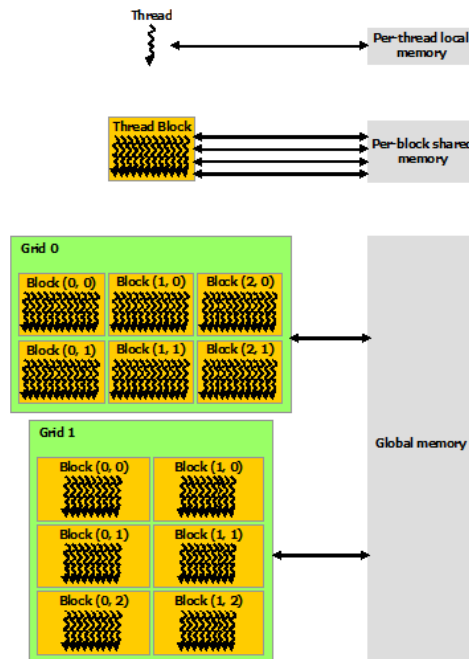 Thread
Per-thread local
memory
Thread Block
Per-block shared
memory
Grid 0
Block (0, 0) Block (1, 0) Block (2, 0)
Block (0, 1) Block (1, 1) Block (2, 1)
Grid 1
Block (0, 0) Block (1, 0)
Global memory
Block (0, 1) Block (1, 1)
Block (0, 2) Block (1, 2)